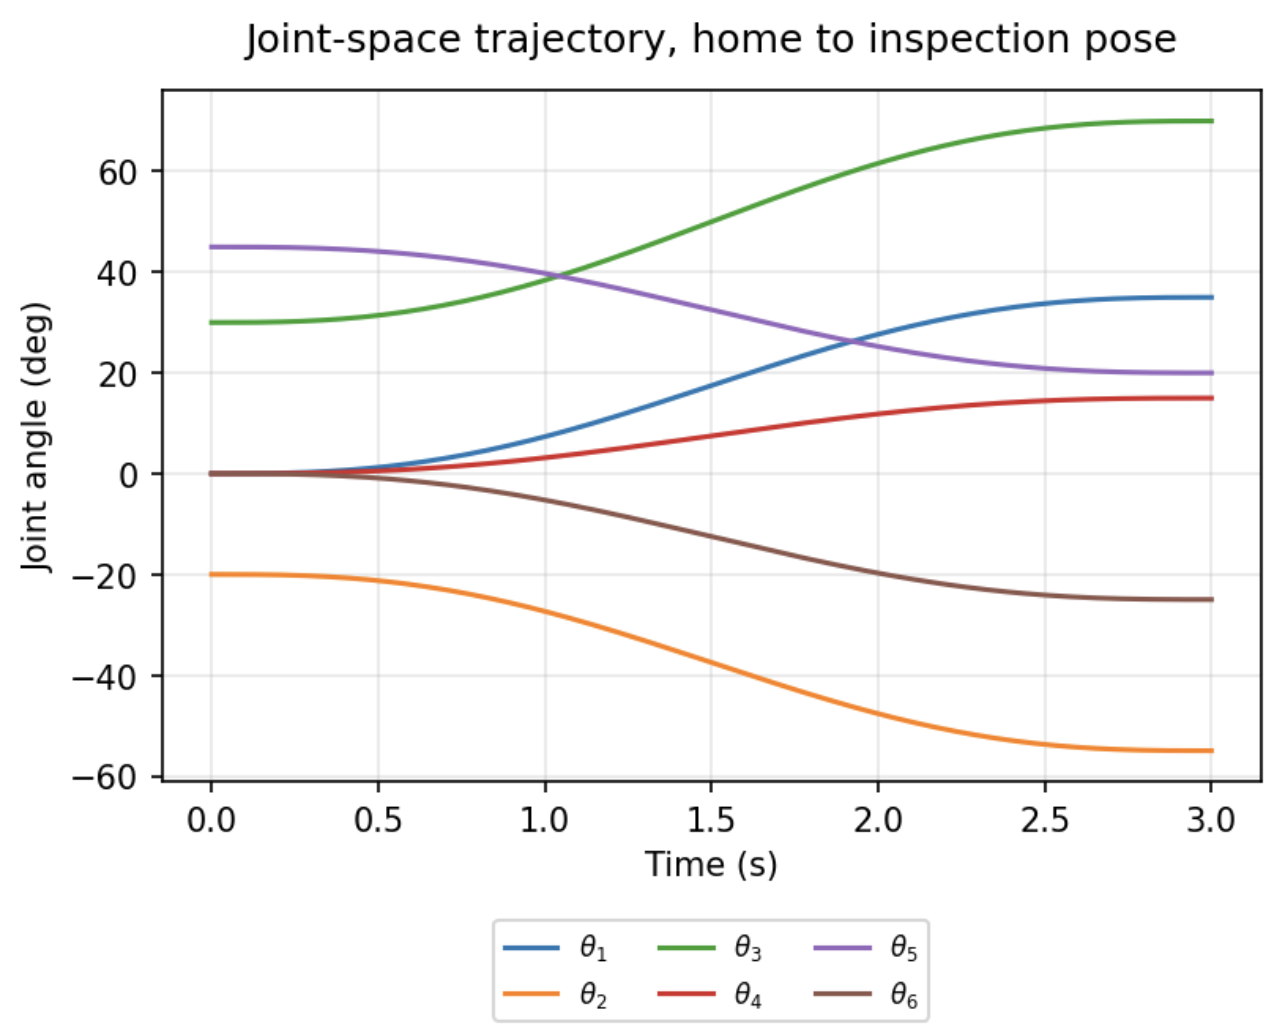 Joint-space trajectory, home to inspection pose
Joint angle (deg)
60
40
20
0
−20
−40
−60
0.0 0.5 1.0 1.5 2.0 2.5 3.0
Time (s)
θ₁ θ₃ θ₅
θ₂ θ₄ θ₆